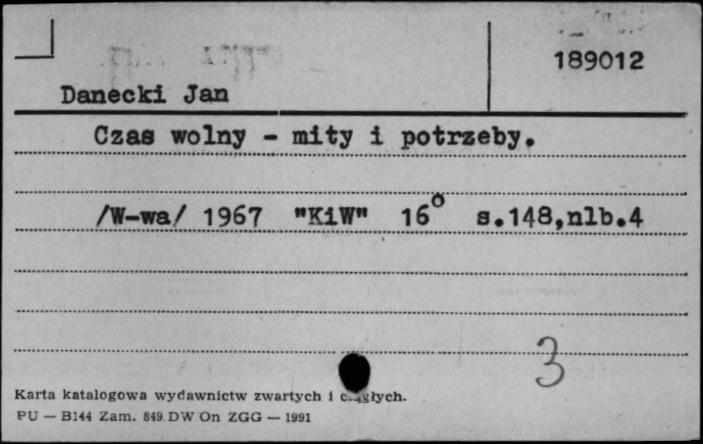 189012
Danecki Jan
Czas wolny - mity i potrzeby.
/W-wa/ 1967 "KiW" 16° s.148,nlb.4
3
Karta katalogowa wydawnictw zwartych i ciągłych.
PU — B144 Zam. 849. DW On ZGG — 1991